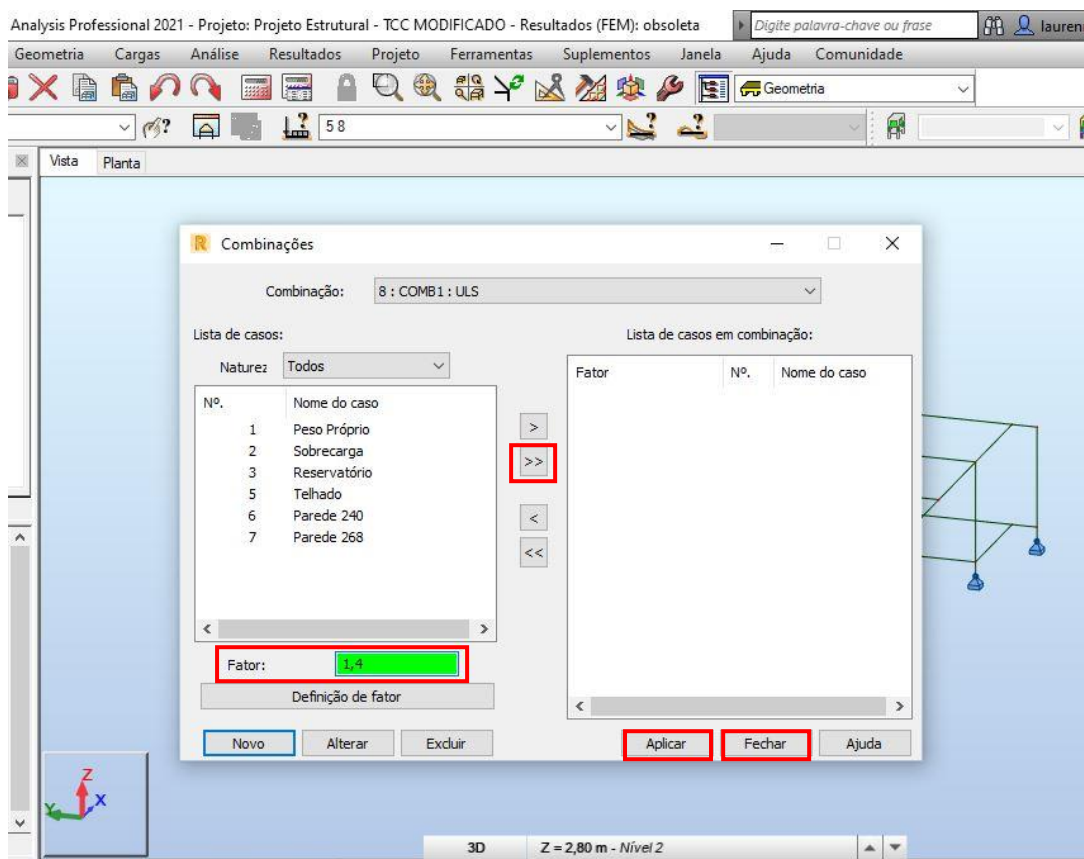 Analysis Professional 2021 - Projeto: Projeto Estrutural - TCC MODIFICADO - Resultados (FEM): obsoleta
Digite palavra-chave ou frase
lauren
Geometria Cargas Análise Resultados Projeto Ferramentas Suplementos Janela Ajuda Comunidade
Geometria
5 8
Vista Planta
R Combinações
Combinação: 8 : COMB1 : ULS
Lista de casos: Lista de casos em combinação:
Naturez Todos
Fator Nº. Nome do caso
Nº. Nome do caso
1 Peso Próprio
2 Sobrecarga
3 Reservatório
5 Telhado
6 Parede 240
7 Parede 268
>
>>
<
<<
Fator: 1,4
Definição de fator
Novo Alterar Excluir Aplicar Fechar Ajuda
Z
Y X
3D Z = 2,80 m - Nível 2